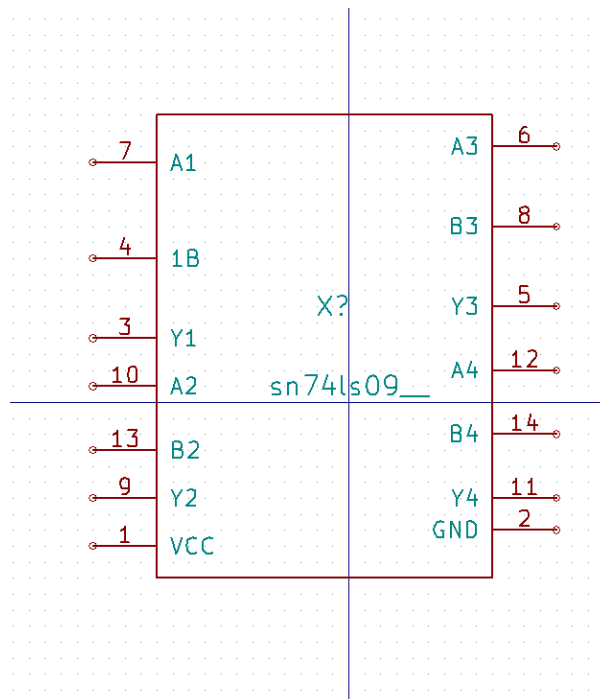 7 A1
4 1B
3 Y1
10 A2
13 B2
9 Y2
1 VCC
X?
sn74ls09__
A3 6
B3 8
Y3 5
A4 12
B4 14
Y4 11
GND 2